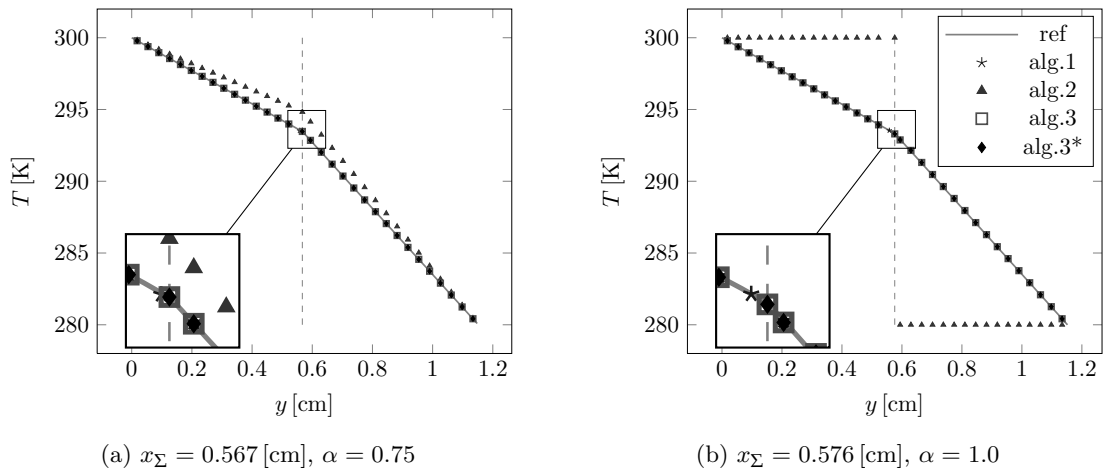 300
295
290
285
280
T [K]
0
0.2
0.4
0.6
0.8
1
1.2
y [cm]
(a) x_Σ = 0.567 [cm], α = 0.75
300
295
290
285
280
T [K]
0
0.2
0.4
0.6
0.8
1
1.2
y [cm]
ref
alg.1
alg.2
alg.3
alg.3*
(b) x_Σ = 0.576 [cm], α = 1.0